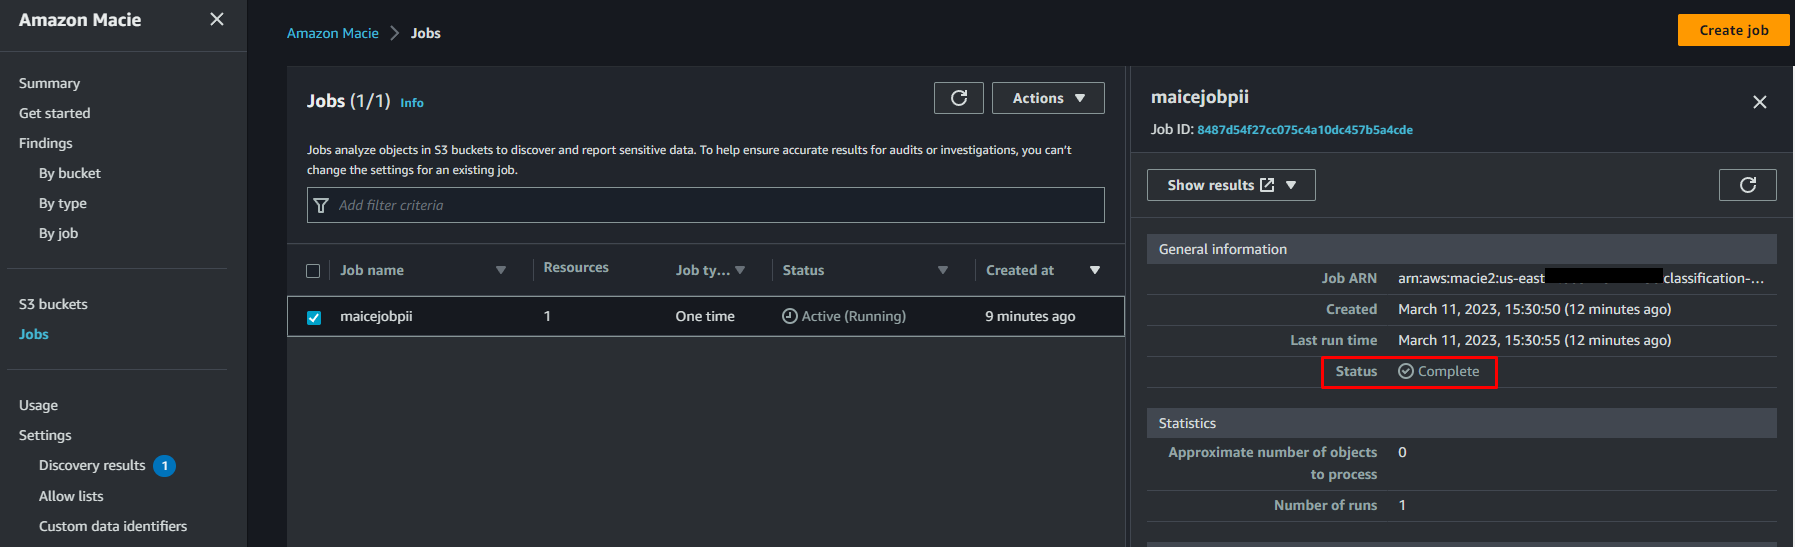 Amazon Macie
Summary
Get started
Findings
By bucket
By type
By job
S3 buckets
Jobs
Usage
Settings
Discovery results 1
Allow lists
Custom data identifiers
Amazon Macie > Jobs
Create job
Jobs (1/1) Info
Actions
Jobs analyze objects in S3 buckets to discover and report sensitive data. To help ensure accurate results for audits or investigations, you can't
change the settings for an existing job.
Add filter criteria
Job name Resources Job ty... Status Created at
maicejobpii 1 One time Active (Running) 9 minutes ago
maicejobpii
Job ID: 8487d54f27cc075c4a10dc457b5a4cde
Show results
General information
Job ARN arn:aws:macie2:us-east classification-...
Created March 11, 2023, 15:30:50 (12 minutes ago)
Last run time March 11, 2023, 15:30:55 (12 minutes ago)
Status Complete
Statistics
Approximate number of objects 0
to process
Number of runs 1